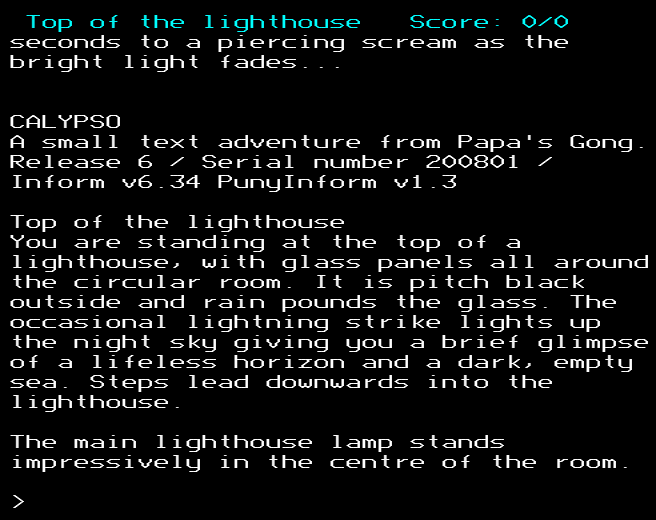 Top of the lighthouse   Score: 0/0
seconds to a piercing scream as the
bright light fades...
CALYPSO
A small text adventure from Papa's Gong.
Release 6 / Serial number 200801 /
Inform v6.34 PunyInform v1.3
Top of the lighthouse
You are standing at the top of a
lighthouse, with glass panels all around
the circular room. It is pitch black
outside and rain pounds the glass. The
occasional lightning strike lights up
the night sky giving you a brief glimpse
of a lifeless horizon and a dark, empty
sea. Steps lead downwards into the
lighthouse.
The main lighthouse lamp stands
impressively in the centre of the room.
>